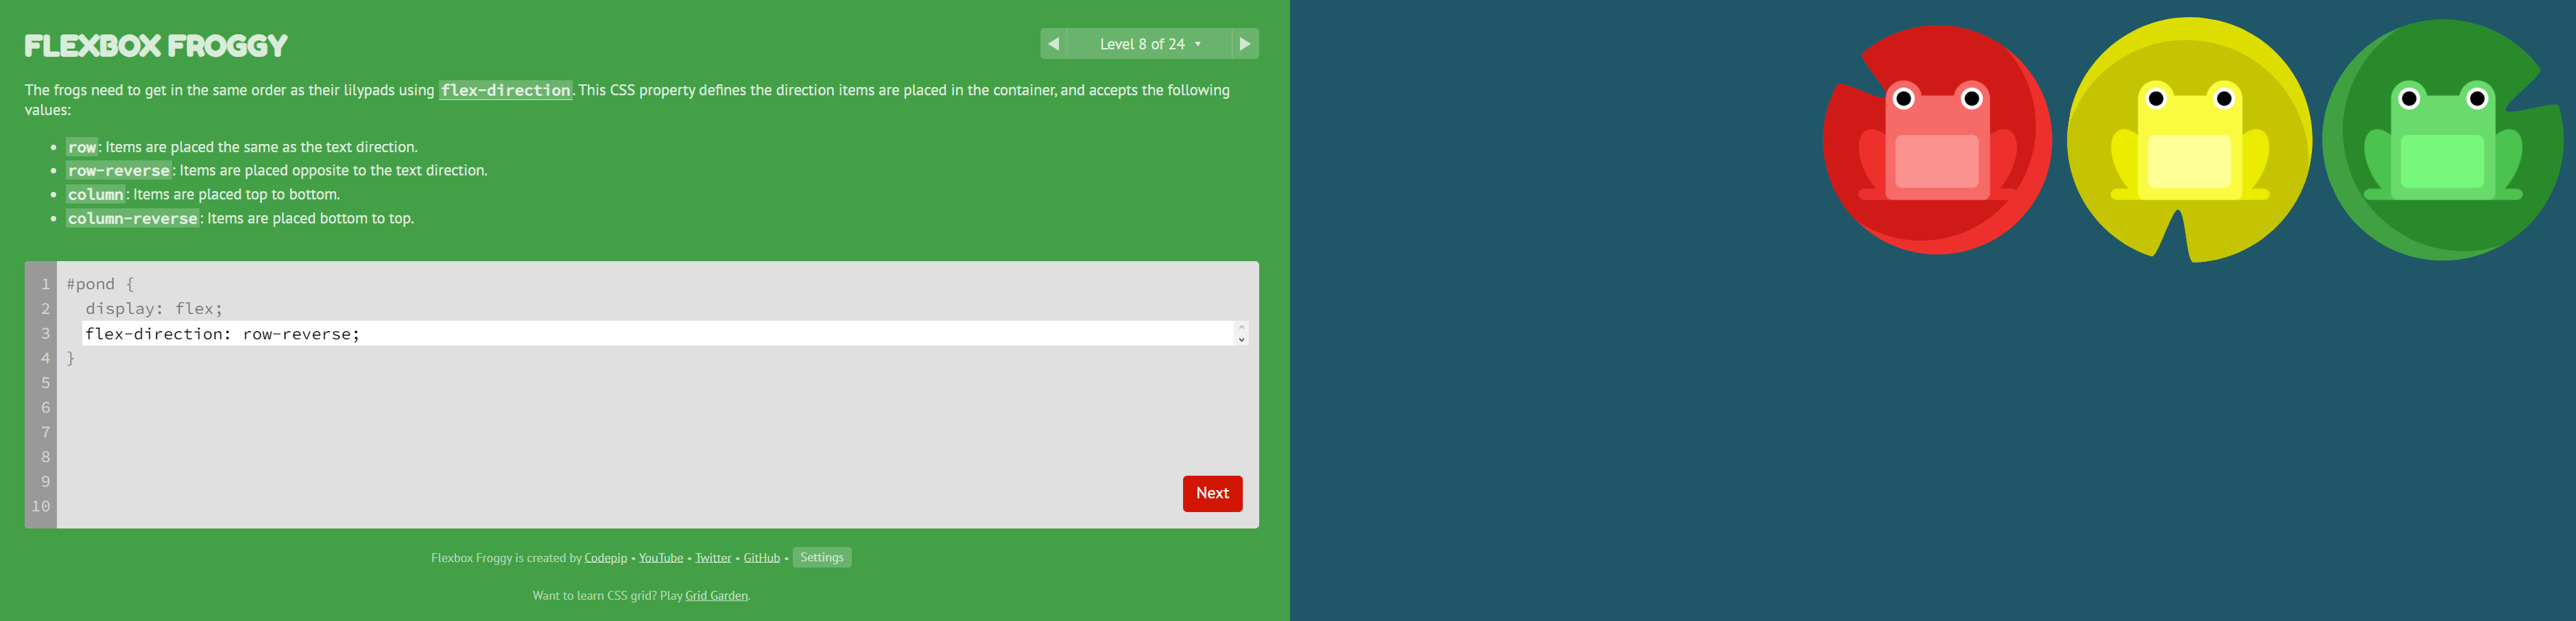 FLEXBOX FROGGY
Level 8 of 24
The frogs need to get in the same order as their lilypads using flex-direction. This CSS property defines the direction items are placed in the container, and accepts the following
values:
row: Items are placed the same as the text direction.
row-reverse: Items are placed opposite to the text direction.
column: Items are placed top to bottom.
column-reverse: Items are placed bottom to top.
1 #pond {
2 display: flex;
3 flex-direction: row-reverse;
4 }
5
6
7
8
9
10
Next
Flexbox Froggy is created by Codepip • YouTube • Twitter • GitHub • Settings
Want to learn CSS grid? Play Grid Garden.